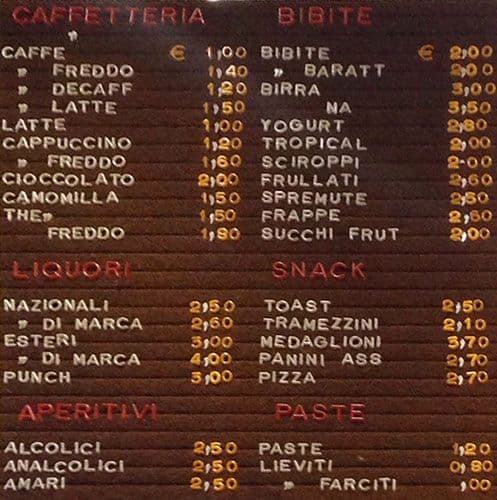 CAFFETTERIA
"
CAFFE € 1,00
" FREDDO 1,40
" DECAFF 1,20
" LATTE 1,50
LATTE 1,00
CAPPUCCINO 1,20
" FREDDO 1,60
CIOCCOLATO 2,00
CAMOMILLA 1,50
THE" 1,50
FREDDO 1,80
BIBITE
BIBITE € 2,00
" BARATT 2,00
BIRRA 3,00
NA 3,50
YOGURT 2,80
TROPICAL 2,00
SCIROPPI 2-00
FRULLATI 2,60
SPREMUTE 2,50
FRAPPE 2,60
SUCCHI FRUT 2,00
LIQUORI
NAZIONALI 2,50
" DI MARCA 2,60
ESTERI 3,00
" DI MARCA 4,00
PUNCH 3,00
SNACK
TOAST 2,50
TRAMEZZINI 2,10
MEDAGLIONI 3,70
PANINI ASS 2,70
PIZZA 2,70
APERITIVI
ALCOLICI 2,50
ANALCOLICI 2,50
AMARI 2,50
PASTE
PASTE 1,20
LIEVITI 0,80
" FARCITI ,00